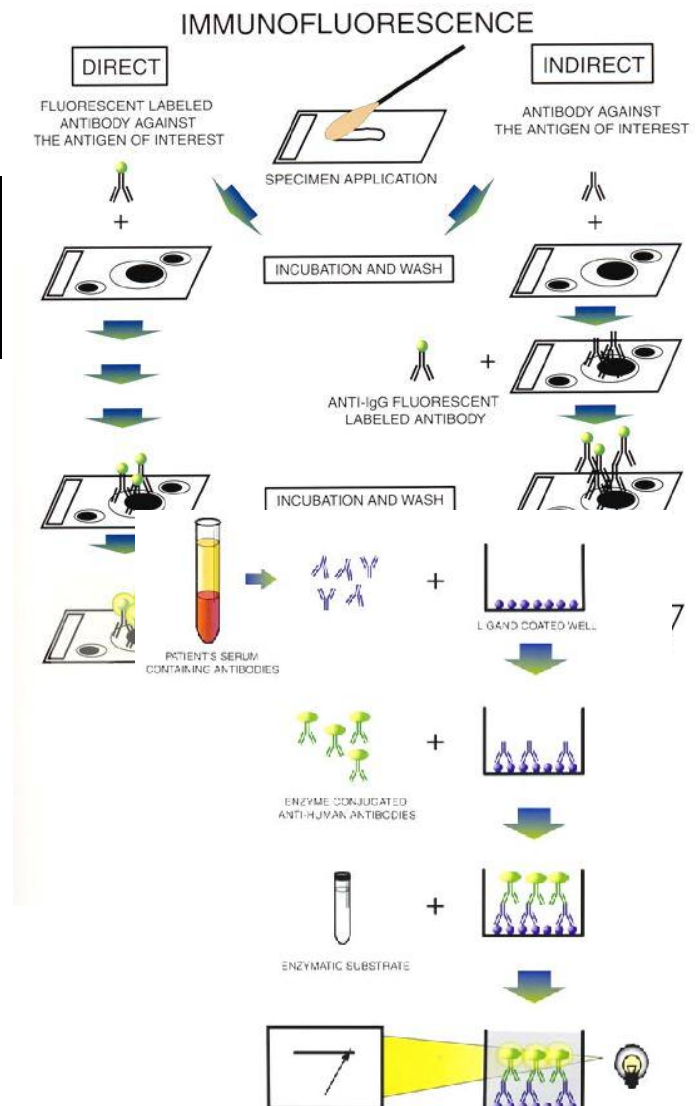 IMMUNOFLUORESCENCE
DIRECT
INDIRECT
FLUORESCENT LABELED
ANTIBODY AGAINST
THE ANTIGEN OF INTEREST
ANTIBODY AGAINST
THE ANTIGEN OF INTEREST
SPECIMEN APPLICATION
+
+
INCUBATION AND WASH
+
ANTI-IgG FLUORESCENT
LABELED ANTIBODY
INCUBATION AND WASH
+
LIGAND COATED WELL
PATIENT'S SERUM
CONTAINING ANTIBODIES
+
ENZYME CONJUGATED
ANTI-HUMAN ANTIBODIES
+
ENZYMATIC SUBSTRATE